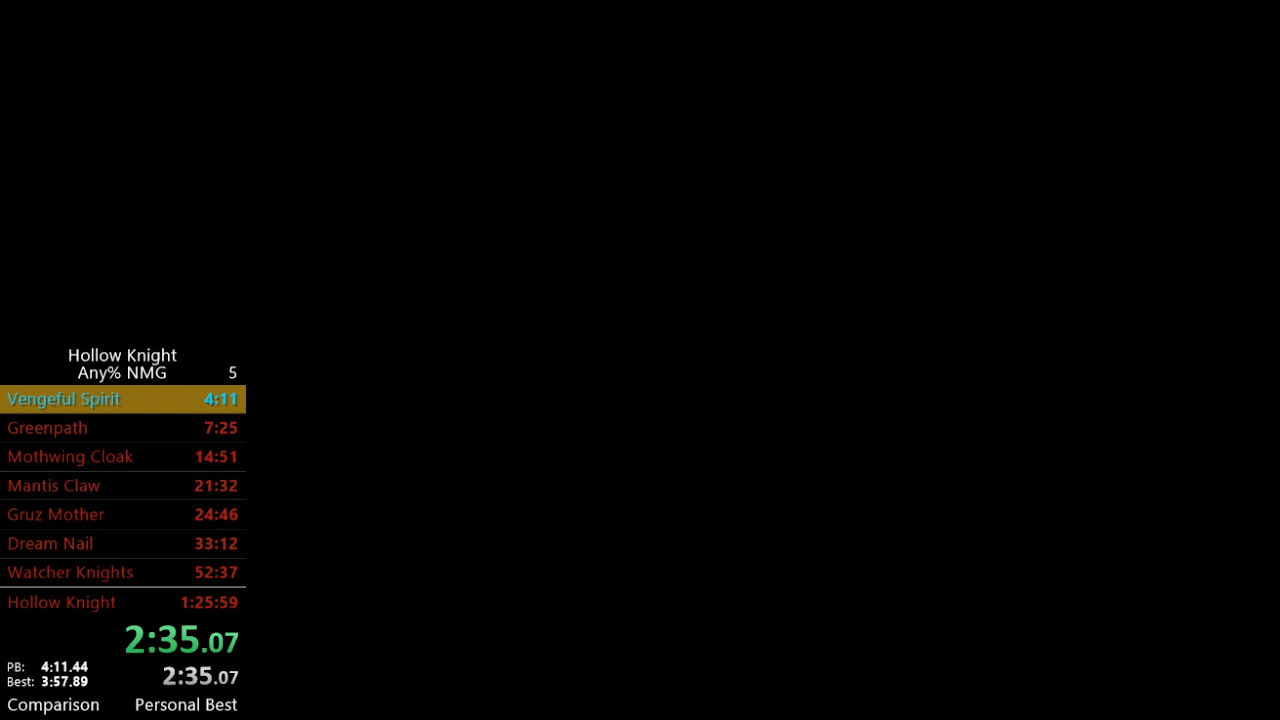 Hollow Knight
Any% NMG 5
Vengeful Spirit 4:11
Greenpath 7:25
Mothwing Cloak 14:51
Mantis Claw 21:32
Gruz Mother 24:46
Dream Nail 33:12
Watcher Knights 52:37
Hollow Knight 1:25:59
2:35.07
PB: 4:11.44
Best: 3:57.89
2:35.07
Comparison Personal Best